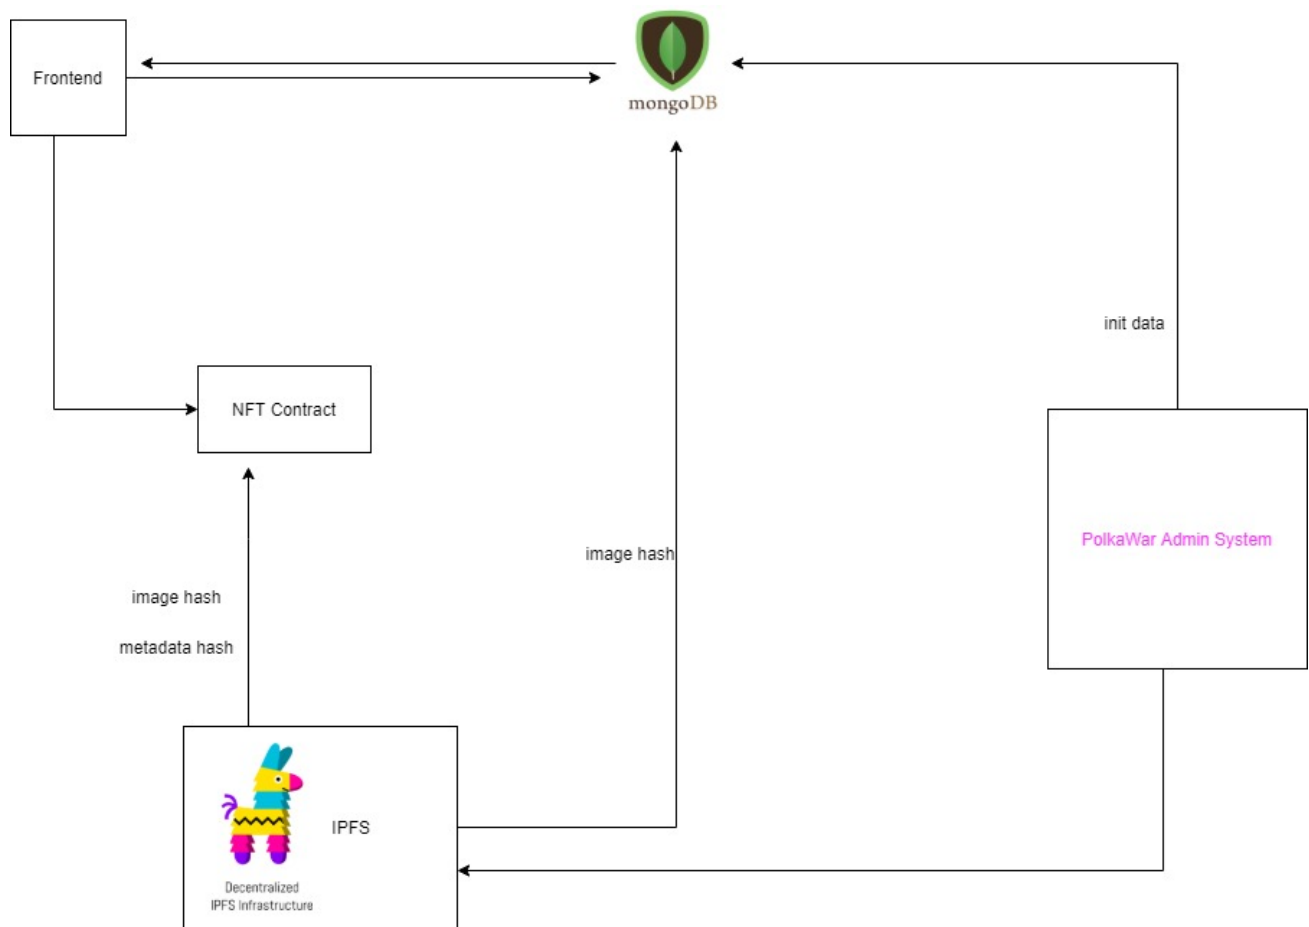 Frontend
mongoDB
init data
NFT Contract
PolkaWar Admin System
image hash
image hash
metadata hash
IPFS
Decentralized
IPFS Infrastructure